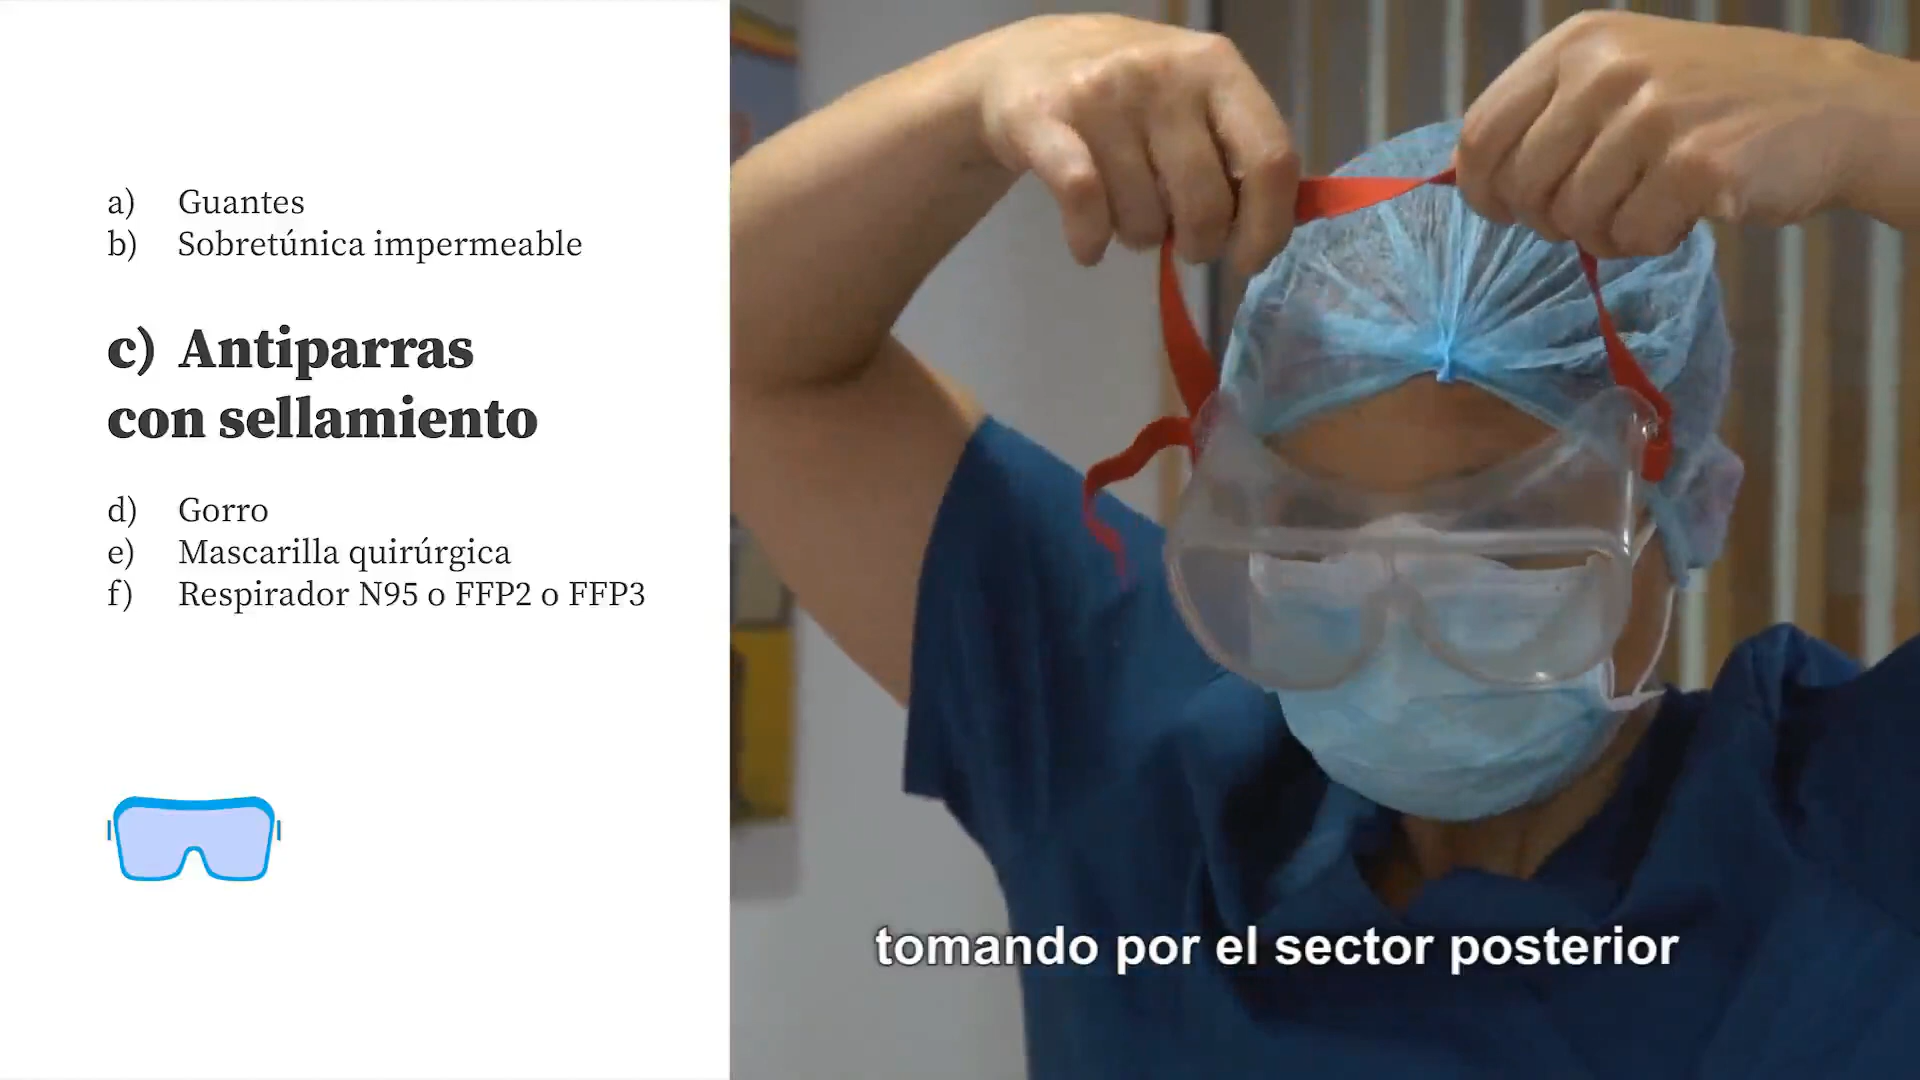 a) Guantes
b) Sobretúnica impermeable
c) Antiparras
con sellamiento
d) Gorro
e) Mascarilla quirúrgica
f) Respirador N95 o FFP2 o FFP3
tomando por el sector posterior